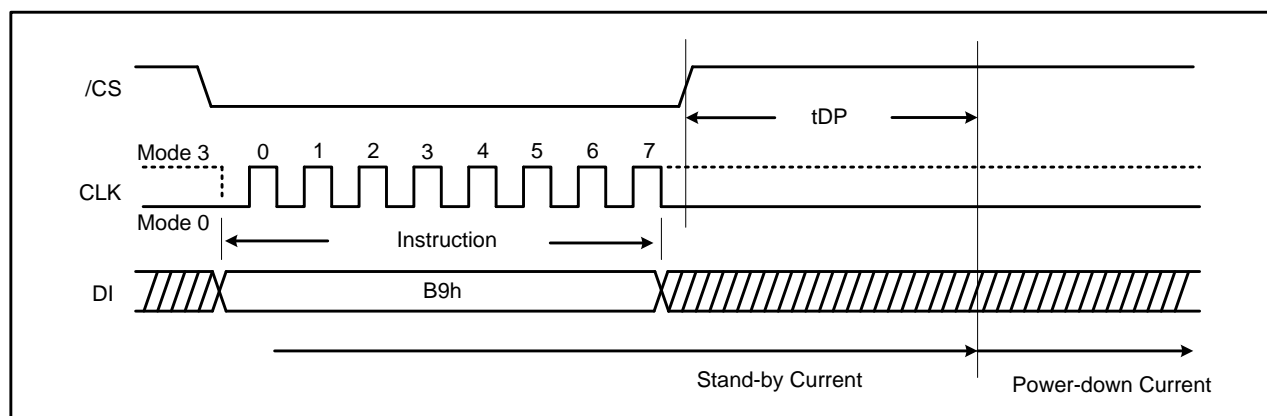 /CS
tDP
Mode 3 0 1 2 3 4 5 6 7
CLK
Mode 0
Instruction
DI B9h
Stand-by Current
Power-down Current